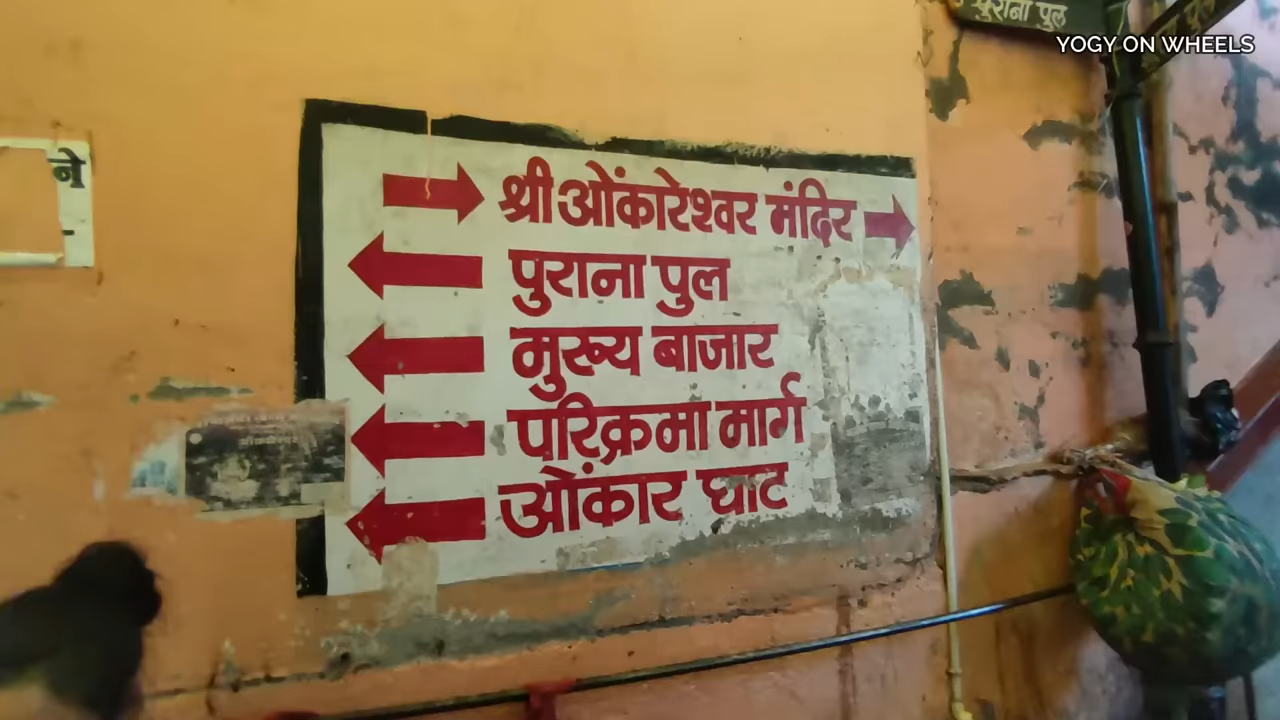 पुराना पुल
YOGY ON WHEELS
ने
श्री ओंकारेश्वर मंदिर
पुराना पुल
मुख्य बाजार
परिक्रमा मार्ग
ओंकार घाट